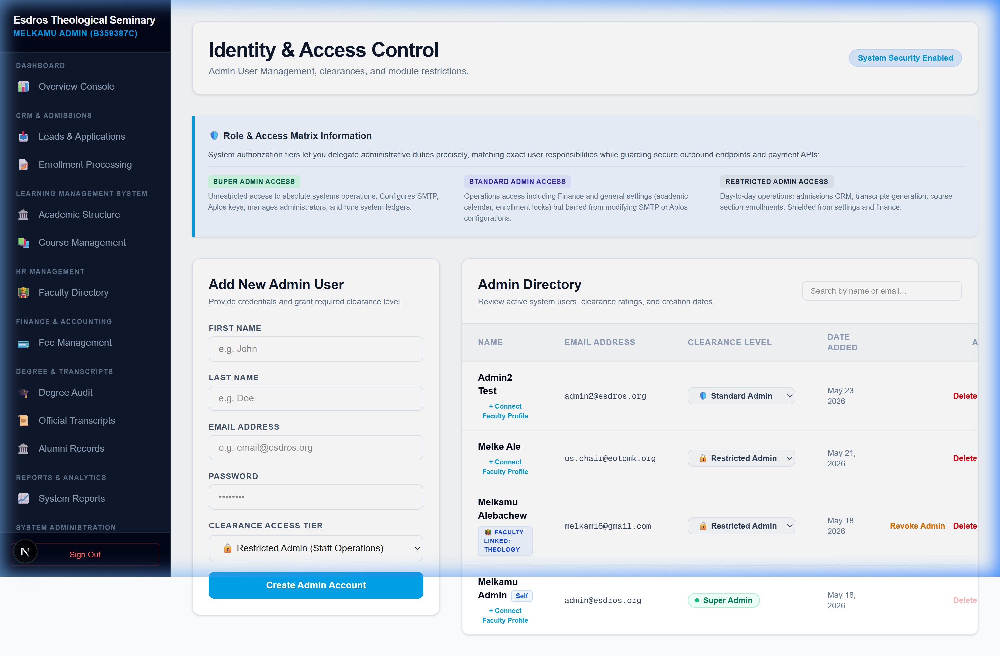 Esdros Theological Seminary
MELKAMU ADMIN (B359387C)
DASHBOARD
Overview Console
CRM & ADMISSIONS
Leads & Applications
Enrollment Processing
LEARNING MANAGEMENT SYSTEM
Academic Structure
Course Management
HR MANAGEMENT
Faculty Directory
FINANCE & ACCOUNTING
Fee Management
DEGREE & TRANSCRIPTS
Degree Audit
Official Transcripts
Alumni Records
REPORTS & ANALYTICS
System Reports
SYSTEM ADMINISTRATION
N
Sign Out
Identity & Access Control
Admin User Management, clearances, and module restrictions.
System Security Enabled
Role & Access Matrix Information
System authorization tiers let you delegate administrative duties precisely, matching exact user responsibilities while guarding secure outbound endpoints and payment APIs:
SUPER ADMIN ACCESS
Unrestricted access to absolute systems operations. Configures SMTP,
Aplos keys, manages administrators, and runs system ledgers.
STANDARD ADMIN ACCESS
Operations access including Finance and general settings (academic
calendar, enrollment locks) but barred from modifying SMTP or Aplos
configurations.
RESTRICTED ADMIN ACCESS
Day-to-day operations: admissions CRM, transcripts generation, course
section enrollments. Shielded from settings and finance.
Add New Admin User
Provide credentials and grant required clearance level.
FIRST NAME
e.g. John
LAST NAME
e.g. Doe
EMAIL ADDRESS
e.g. email@esdros.org
PASSWORD
••••••••
CLEARANCE ACCESS TIER
Restricted Admin (Staff Operations)
Create Admin Account
Admin Directory
Review active system users, clearance ratings, and creation dates.
Search by name or email...
NAME
EMAIL ADDRESS
CLEARANCE LEVEL
DATE
ADDED
A
Admin2
Test
+ Connect
Faculty Profile
admin2@esdros.org
Standard Admin
May 23,
2026
Delete
Melke Ale
+ Connect
Faculty Profile
us.chair@eotcmk.org
Restricted Admin
May 21,
2026
Delete
Melkamu
Alebachew
FACULTY
LINKED:
THEOLOGY
melkam16@gmail.com
Restricted Admin
May 18,
2026
Revoke Admin
Delete
Melkamu
Admin Self
+ Connect
Faculty Profile
admin@esdros.org
Super Admin
May 18,
2026
Delete